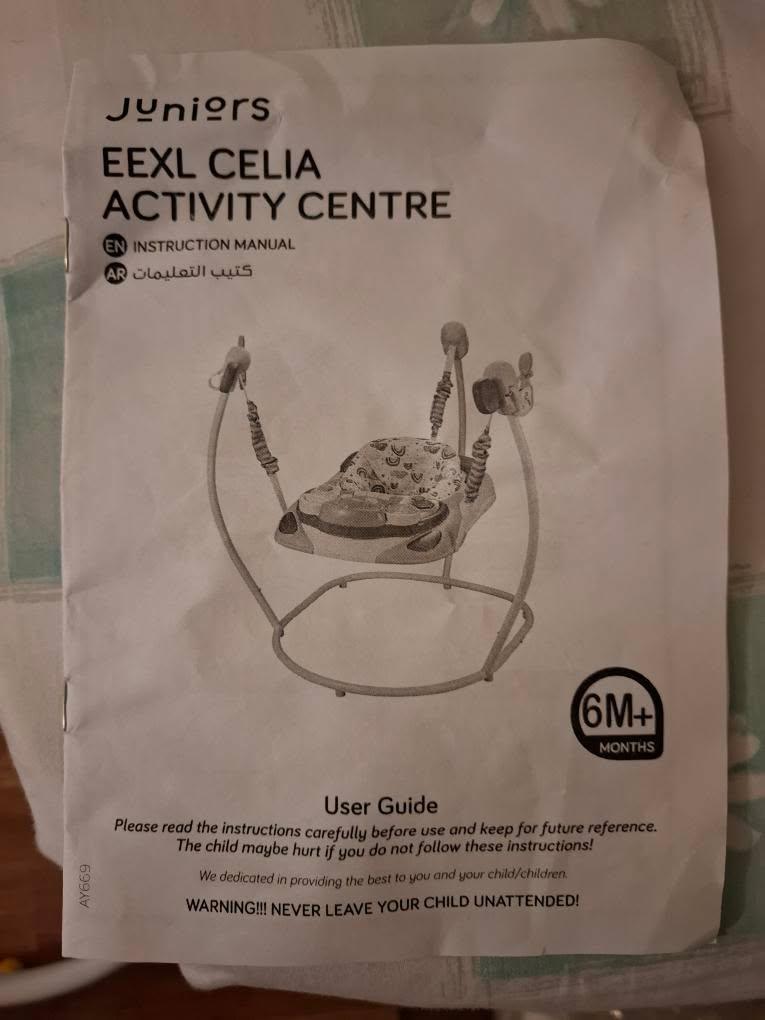 Juniors
EEXL CELIA
ACTIVITY CENTRE
EN INSTRUCTION MANUAL
AR كتيب التعليمات
6M+
MONTHS
User Guide
Please read the instructions carefully before use and keep for future reference.
The child maybe hurt if you do not follow these instructions!
We dedicated in providing the best to you and your child/children.
WARNING!!! NEVER LEAVE YOUR CHILD UNATTENDED!
AY669